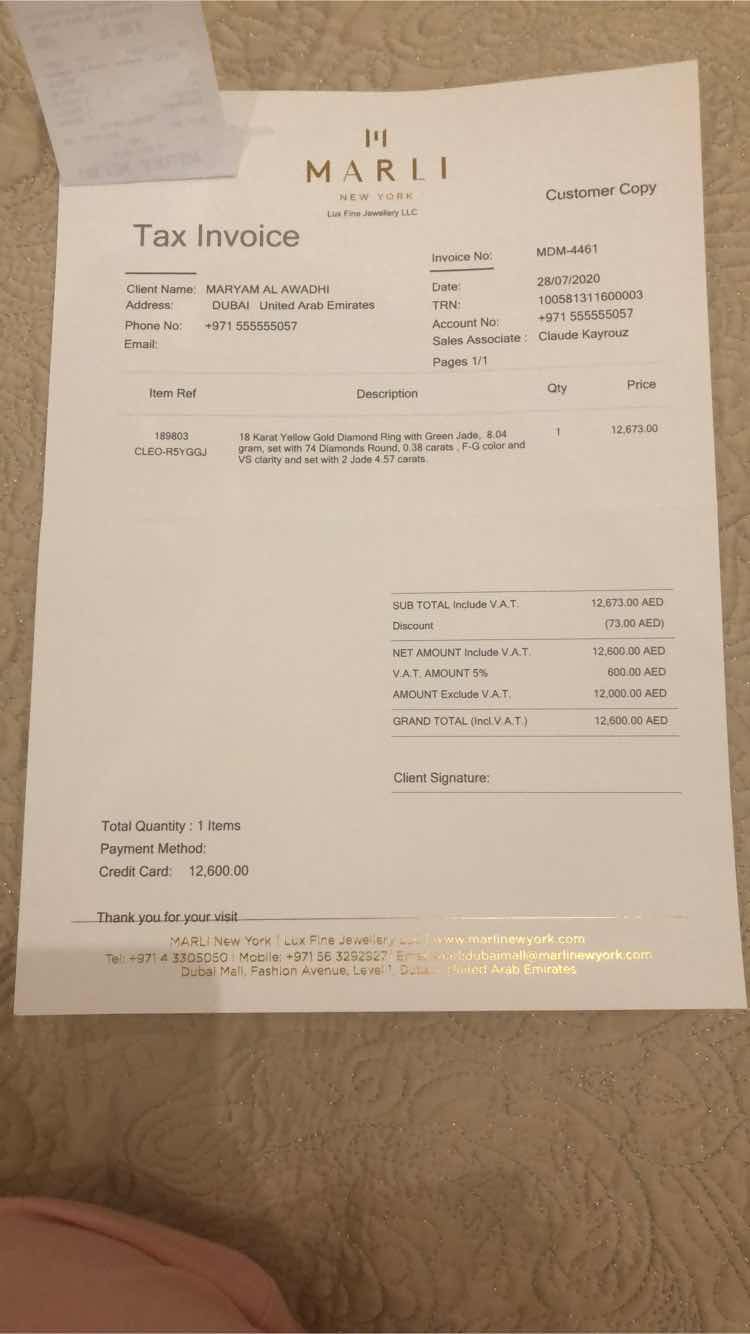 MARLI
NEW YORK
Lux Fine Jewellery LLC
Customer Copy
Tax Invoice
Invoice No: MDM-4461
Client Name: MARYAM AL AWADHI
Date: 28/07/2020
Address: DUBAI United Arab Emirates
TRN: 100581311600003
Phone No: +971 555555057
Account No: +971 555555057
Email:
Sales Associate : Claude Kayrouz
Pages 1/1
Item Ref Description Qty Price
189803 18 Karat Yellow Gold Diamond Ring with Green Jade, 8.04 1 12,673.00
CLEO-R5YGGJ gram, set with 74 Diamonds Round, 0.38 carats , F-G color and
VS clarity and set with 2 Jade 4.57 carats.
SUB TOTAL Include V.A.T. 12,673.00 AED
Discount (73.00 AED)
NET AMOUNT Include V.A.T. 12,600.00 AED
V.A.T. AMOUNT 5% 600.00 AED
AMOUNT Exclude V.A.T. 12,000.00 AED
GRAND TOTAL (Incl.V.A.T.) 12,600.00 AED
Client Signature:
Total Quantity : 1 Items
Payment Method:
Credit Card: 12,600.00
Thank you for your visit
MARLI New York | Lux Fine Jewellery | www.marlinewyork.com
Tel: +971 4 3305050 | Mobile: +971 56 3292927 dubaimall@marlinewyork.com
Dubai Mall, Fashion Avenue, Level 1, United Arab Emirates